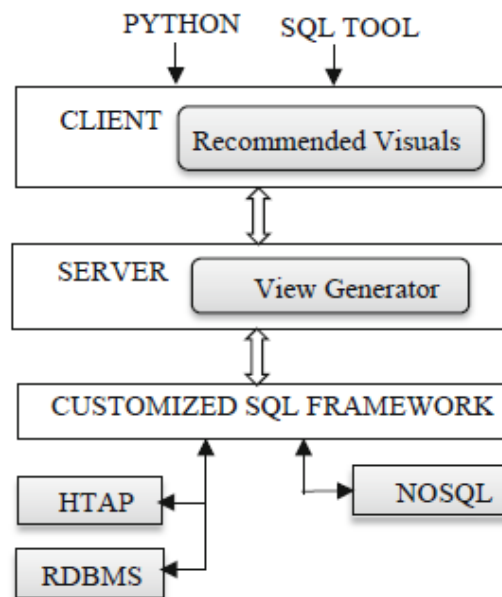 PYTHON
SQL TOOL
CLIENT
Recommended Visuals
SERVER
View Generator
CUSTOMIZED SQL FRAMEWORK
HTAP
NOSQL
RDBMS